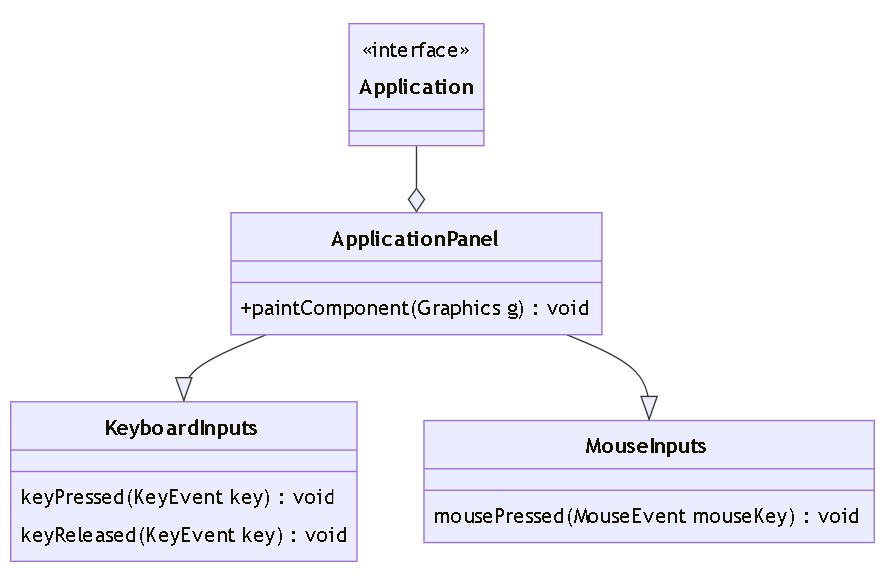 «interface»
Application
ApplicationPanel
+paintComponent(Graphics g) : void
KeyboardInputs
keyPressed(KeyEvent key) : void
keyReleased(KeyEvent key) : void
MouseInputs
mousePressed(MouseEvent mouseKey) : void